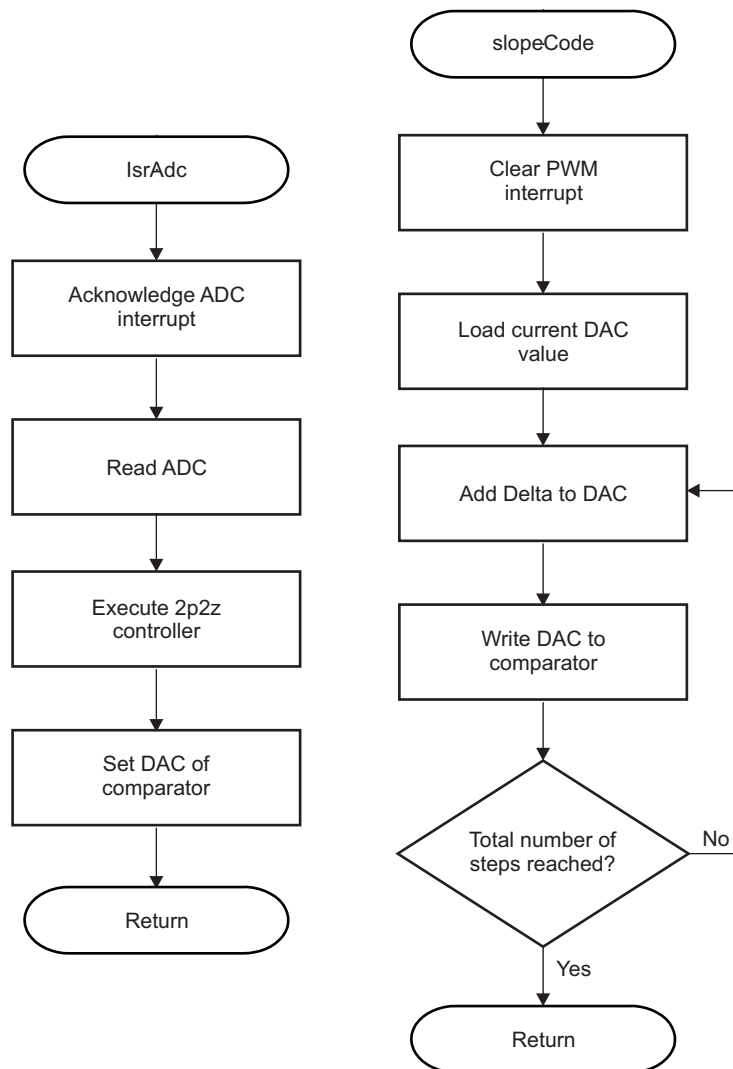 IsrAdc
Acknowledge ADC
interrupt
Read ADC
Execute 2p2z
controller
Set DAC of
comparator
Return
slopeCode
Clear PWM
interrupt
Load current DAC
value
Add Delta to DAC
Write DAC to
comparator
Total number of
steps reached?
No
Yes
Return